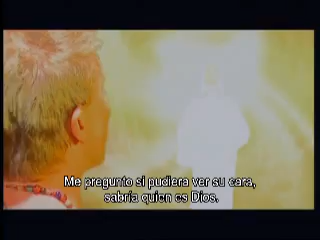 Me pregunto si pudiera ver su cara,
sabría quien es Dios.